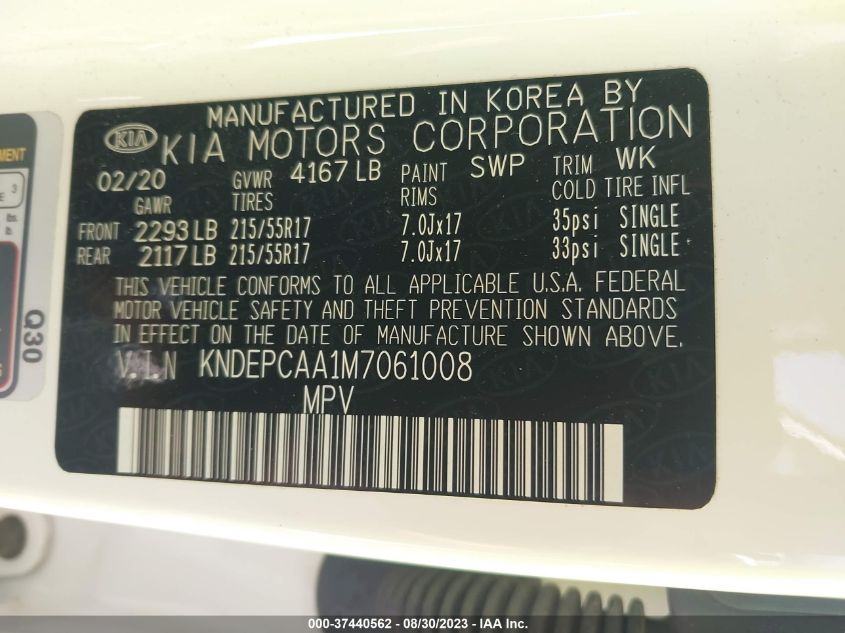 MANUFACTURED IN KOREA BY
KIA KIA MOTORS CORPORATION
02/20 GVWR 4167 LB PAINT SWP TRIM WK
GAWR TIRES RIMS COLD TIRE INFL
FRONT 2293 LB 215/55R17 7.0Jx17 35psi SINGLE
REAR 2117 LB 215/55R17 7.0Jx17 33psi SINGLE
THIS VEHICLE CONFORMS TO ALL APPLICABLE U.S.A. FEDERAL
MOTOR VEHICLE SAFETY AND THEFT PREVENTION STANDARDS
IN EFFECT ON THE DATE OF MANUFACTURE SHOWN ABOVE.
V.I.N KNDEPCAA1M7061008
MPV
3
lbs.
Q30
000-37440562 - 08/30/2023 - IAA Inc.